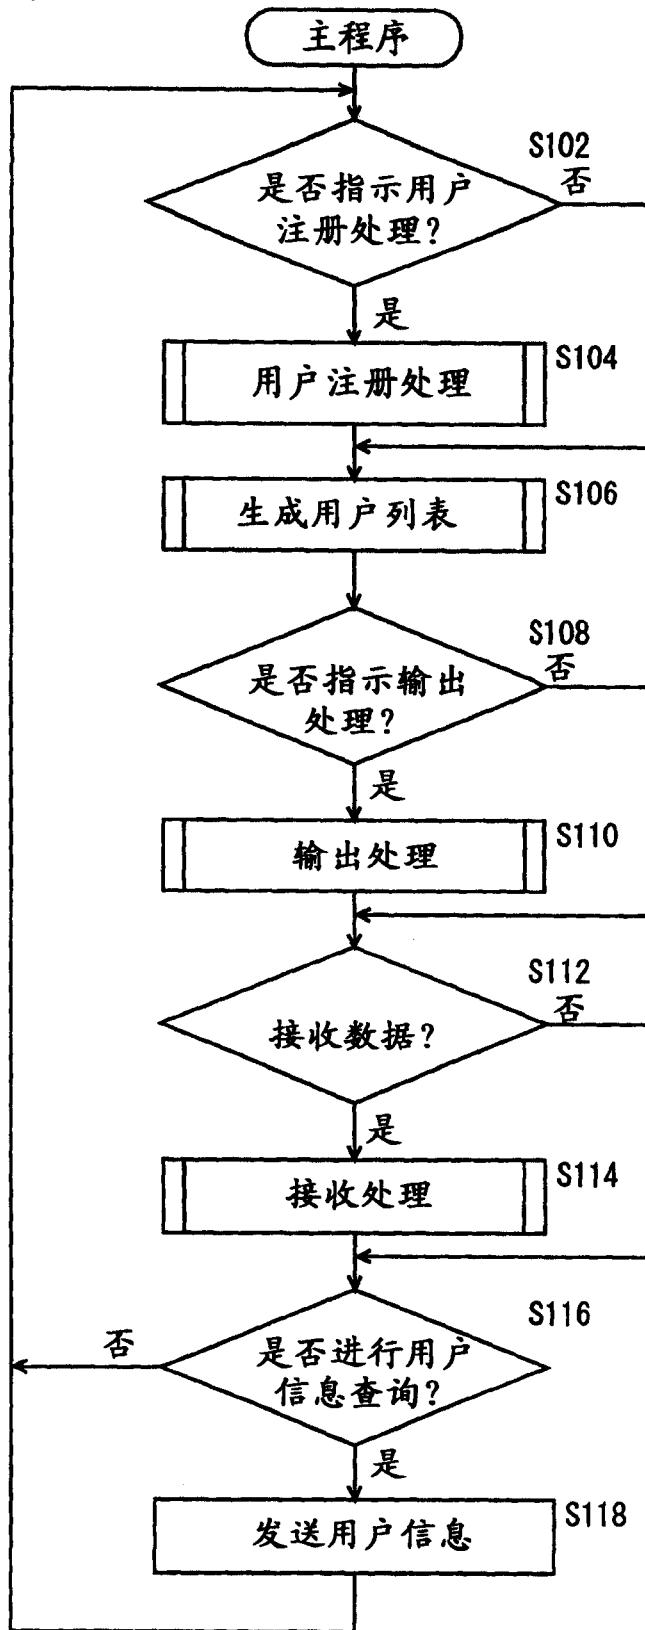 主程序
S102
是否指示用户
注册处理?
否
是
用户注册处理
S104
生成用户列表
S106
S108
是否指示输出
处理?
否
是
输出处理
S110
S112
接收数据?
否
是
接收处理
S114
S116
是否进行用户
信息查询?
否
是
发送用户信息
S118